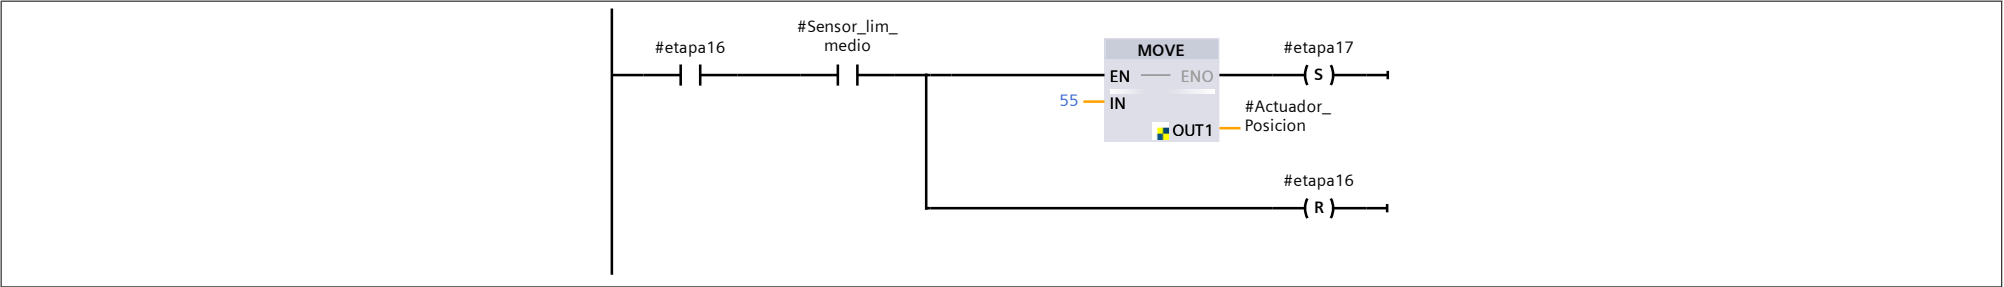 #etapa16
#Sensor_lim_
medio
MOVE
EN
ENO
55
IN
OUT1
#Actuador_
Posicion
#etapa17
S
#etapa16
R